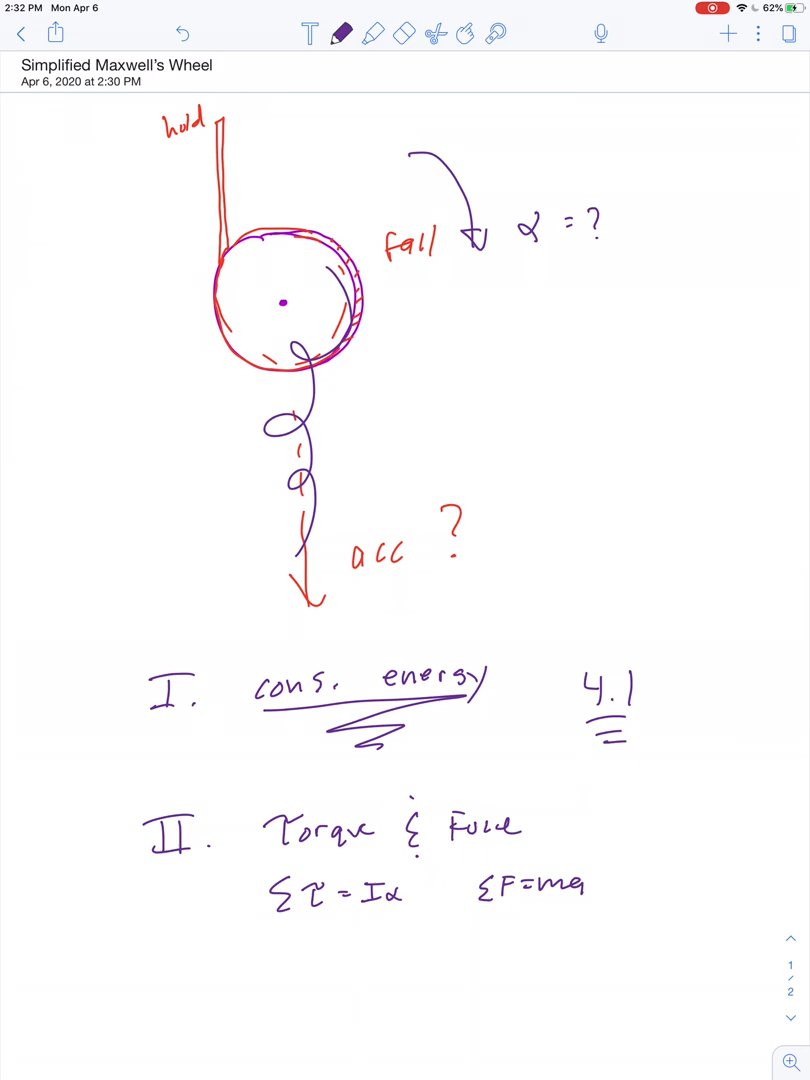 2:32 PM Mon Apr 6
62%
Simplified Maxwell's Wheel
Apr 6, 2020 at 2:30 PM
hold
fall α = ?
acc ?
I. cons. energy 4.1
II. Torque & Force
Στ = Iα ΣF=ma
1
/
2